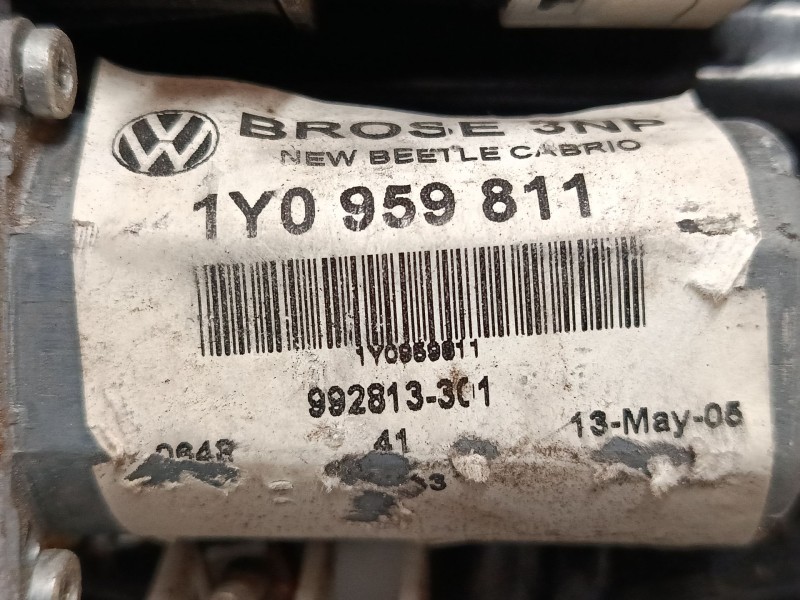 VW
BROSE 3NP
NEW BEETLE CABRIO
1Y0 959 811
1Y0959811
992813-301
13-May-05
41